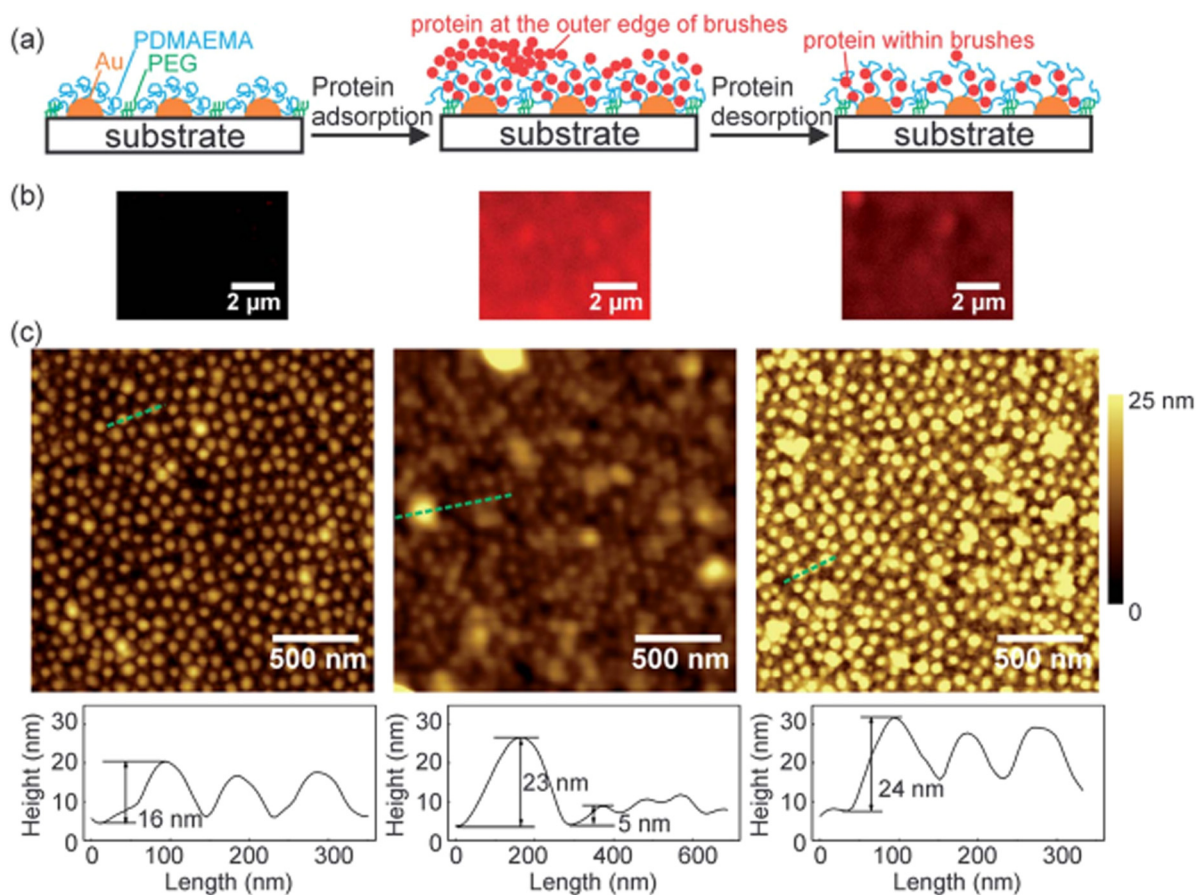 (a)
PDMAEMA
Au
PEG
substrate
Protein
adsorption
protein at the outer edge of brushes
substrate
Protein
desorption
protein within brushes
substrate
(b)
2 µm
2 µm
2 µm
(c)
500 nm
500 nm
500 nm
25 nm
0
Height (nm)
30
20
10
0
16 nm
0 100 200 300
Length (nm)
Height (nm)
30
20
10
0
23 nm
5 nm
0 200 400 600
Length (nm)
Height (nm)
30
20
10
0
24 nm
0 100 200 300
Length (nm)